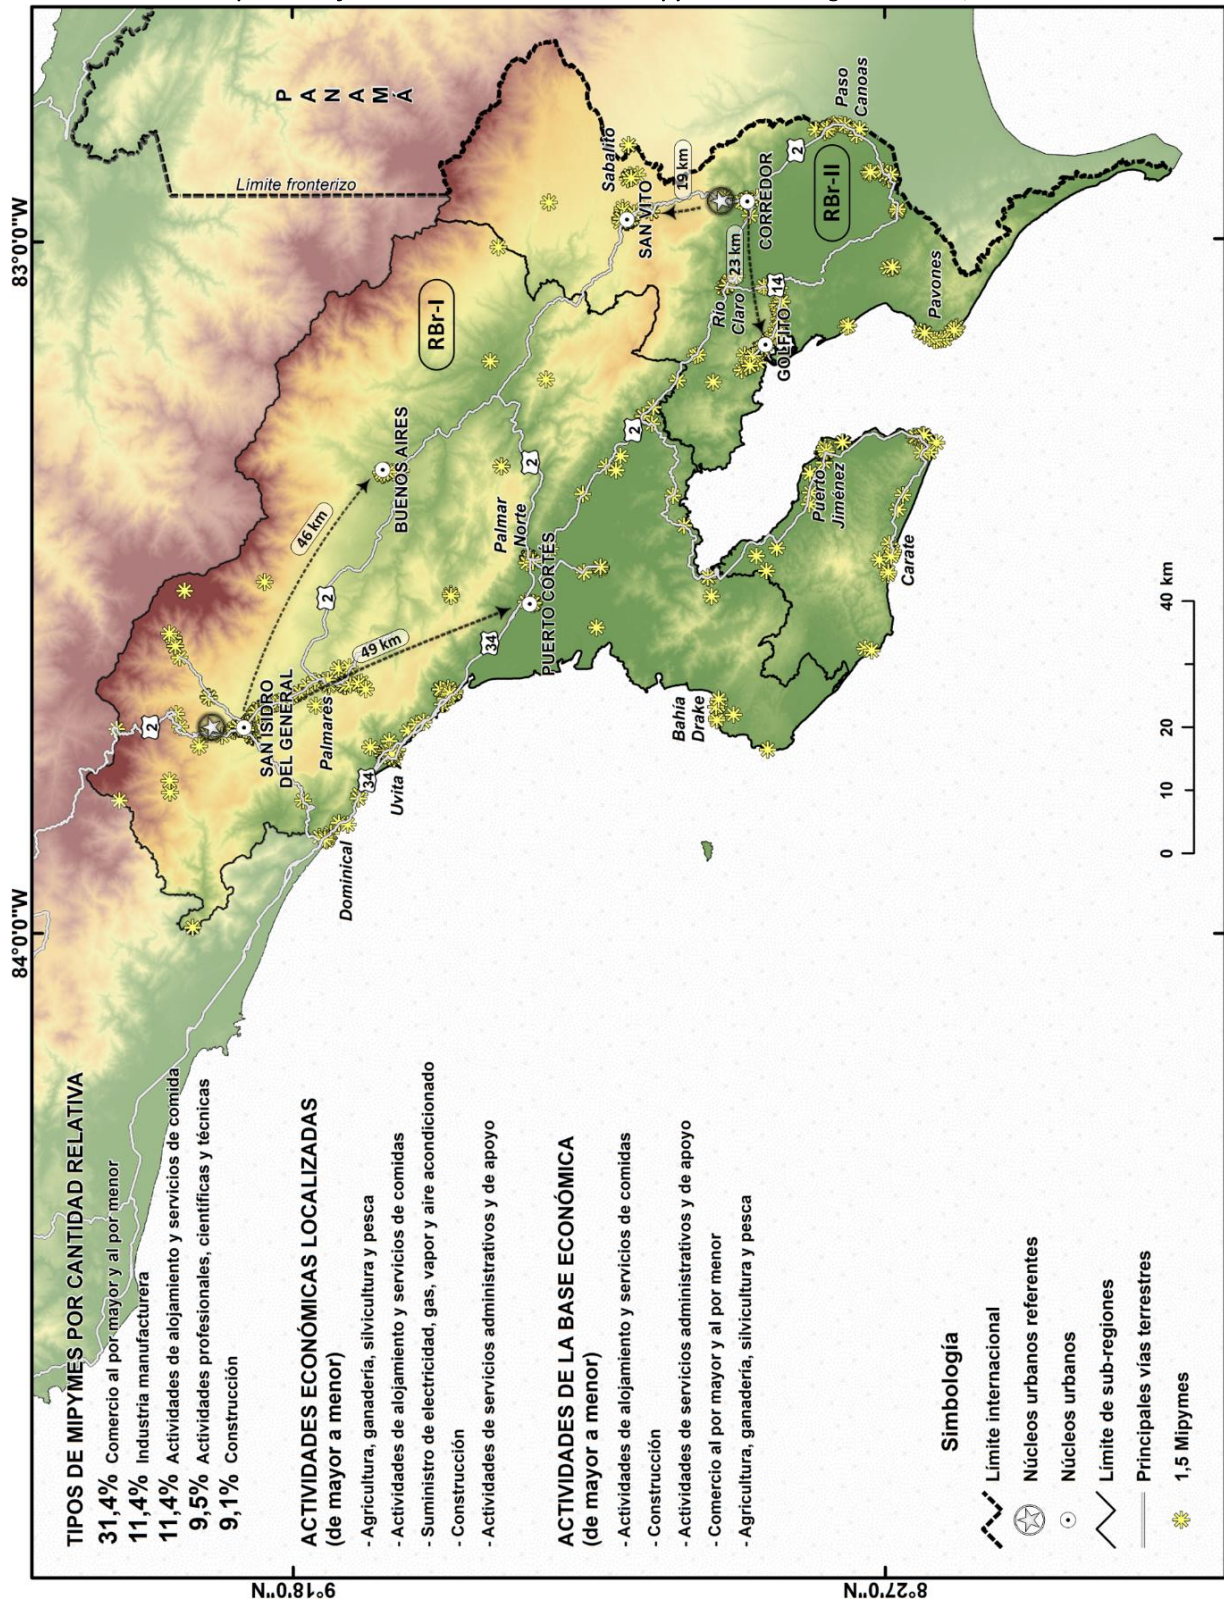 TIPOS DE MIPYMES POR CANTIDAD RELATIVA
31,4% Comercio al por mayor y al por menor
11,4% Industria manufacturera
11,4% Actividades de alojamiento y servicios de comida
9,5% Actividades profesionales, científicas y técnicas
9,1% Construcción
ACTIVIDADES ECONÓMICAS LOCALIZADAS
(de mayor a menor)
- Agricultura, ganadería, silvicultura y pesca
- Actividades de alojamiento y servicios de comidas
- Suministro de electricidad, gas, vapor y aire acondicionado
- Construcción
- Actividades de servicios administrativos y de apoyo
ACTIVIDADES DE LA BASE ECONÓMICA
(de mayor a menor)
- Actividades de alojamiento y servicios de comidas
- Construcción
- Actividades de servicios administrativos y de apoyo
- Comercio al por mayor y al por menor
- Agricultura, ganadería, silvicultura y pesca
Simbología
Límite internacional
Núcleos urbanos referentes
Núcleos urbanos
Límite de sub-regiones
Principales vías terrestres
1,5 Mipymes
84°0'0"W
83°0'0"W
9°18'0"N
8°27'0"N
PANAMÁ
Límite fronterizo
RBr-I
RBr-II
2
SAN ISIDRO
DEL GENERAL
Palmares
Dominical
34
Uvita
46 km
49 km
2
BUENOS AIRES
34
PUERTO CORTÉS
Palmar
Norte
2
2
Bahía
Drake
Puerto
Jiménez
Carate
Sabalito
SAN VITO
19 km
CORREDOR
23 km
Río
Claro
14
GOLFITO
2
Paso
Canoas
Pavones
0 10 20 40 km